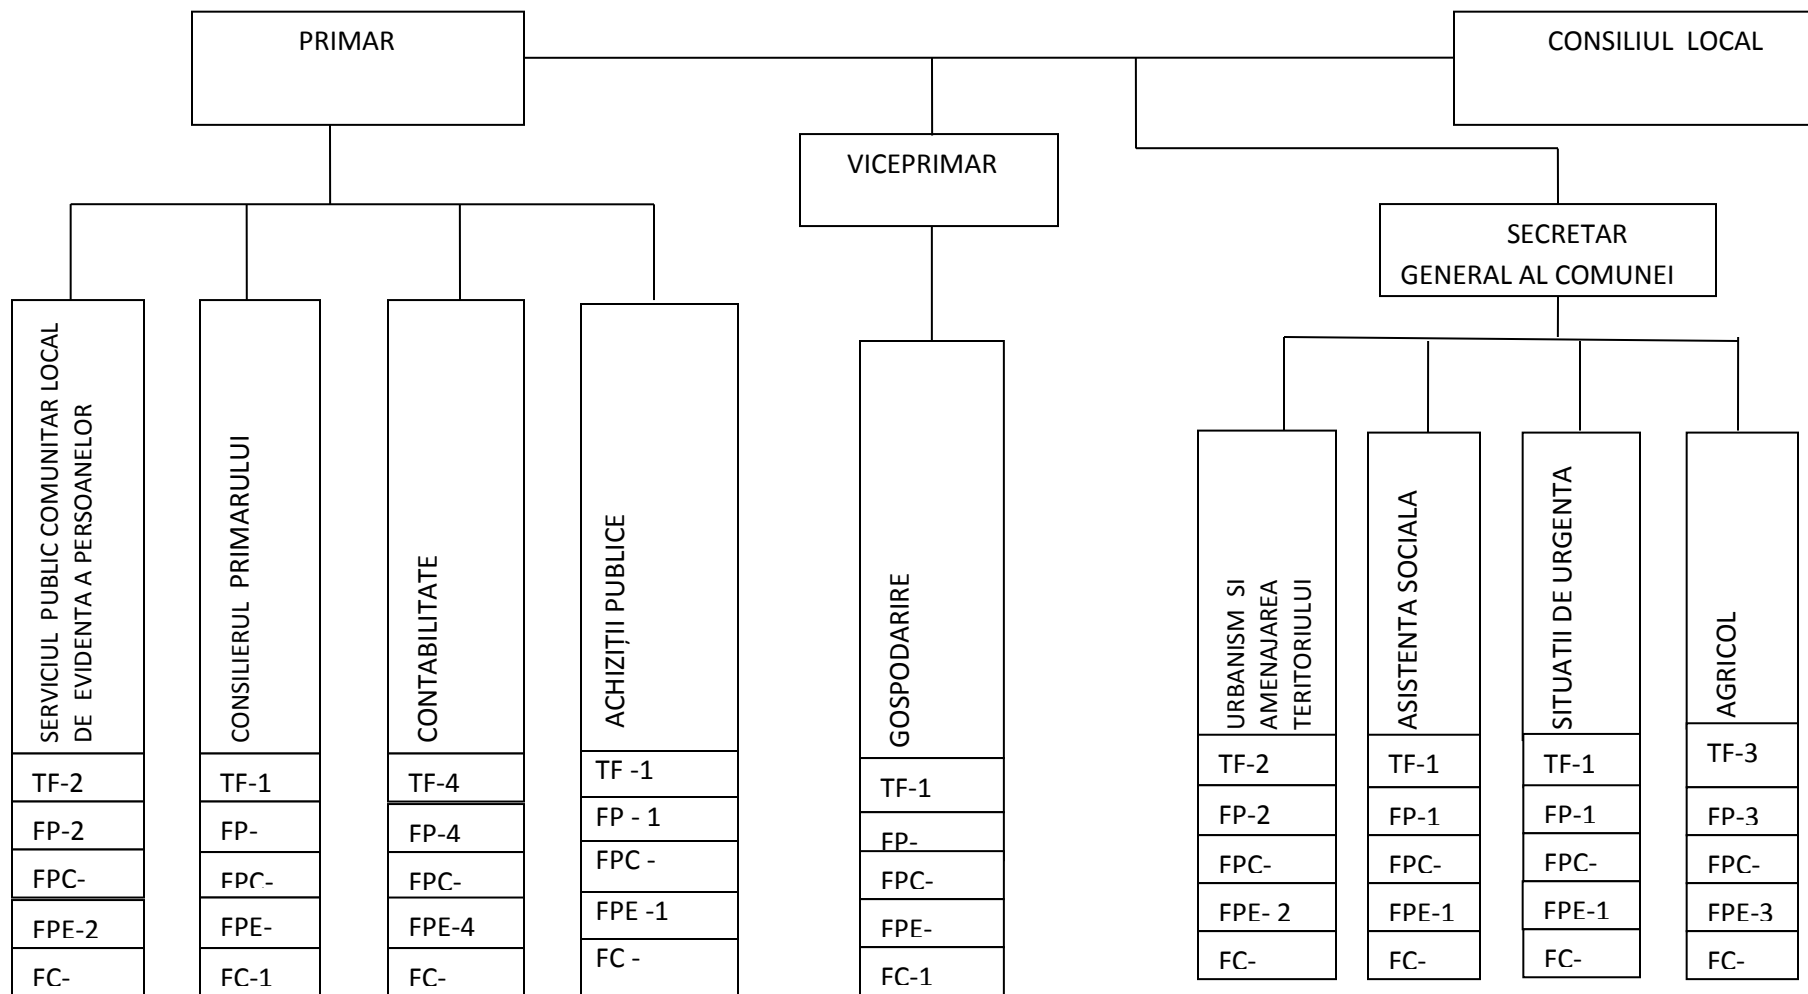 PRIMAR
CONSILIUL LOCAL
VICEPRIMAR
SECRETAR
GENERAL AL COMUNEI
SERVICIUL PUBLIC COMUNITAR LOCAL
DE EVIDENTA A PERSOANELOR
TF-2
FP-2
FPC-
FPE-2
FC-
CONSILIERUL PRIMARULUI
TF-1
FP-
FPC-
FPE-
FC-1
CONTABILITATE
TF-4
FP-4
FPC-
FPE-4
FC-
ACHIZIȚII PUBLICE
TF -1
FP - 1
FPC -
FPE -1
FC -
GOSPODARIRE
TF-1
FP-
FPC-
FPE-
FC-1
URBANISM SI
AMENAJAREA
TERITORIULUI
TF-2
FP-2
FPC-
FPE- 2
FC-
ASISTENTA SOCIALA
TF-1
FP-1
FPC-
FPE-1
FC-
SITUATII DE URGENTA
TF-1
FP-1
FPC-
FPE-1
FC-
AGRICOL
TF-3
FP-3
FPC-
FPE-3
FC-